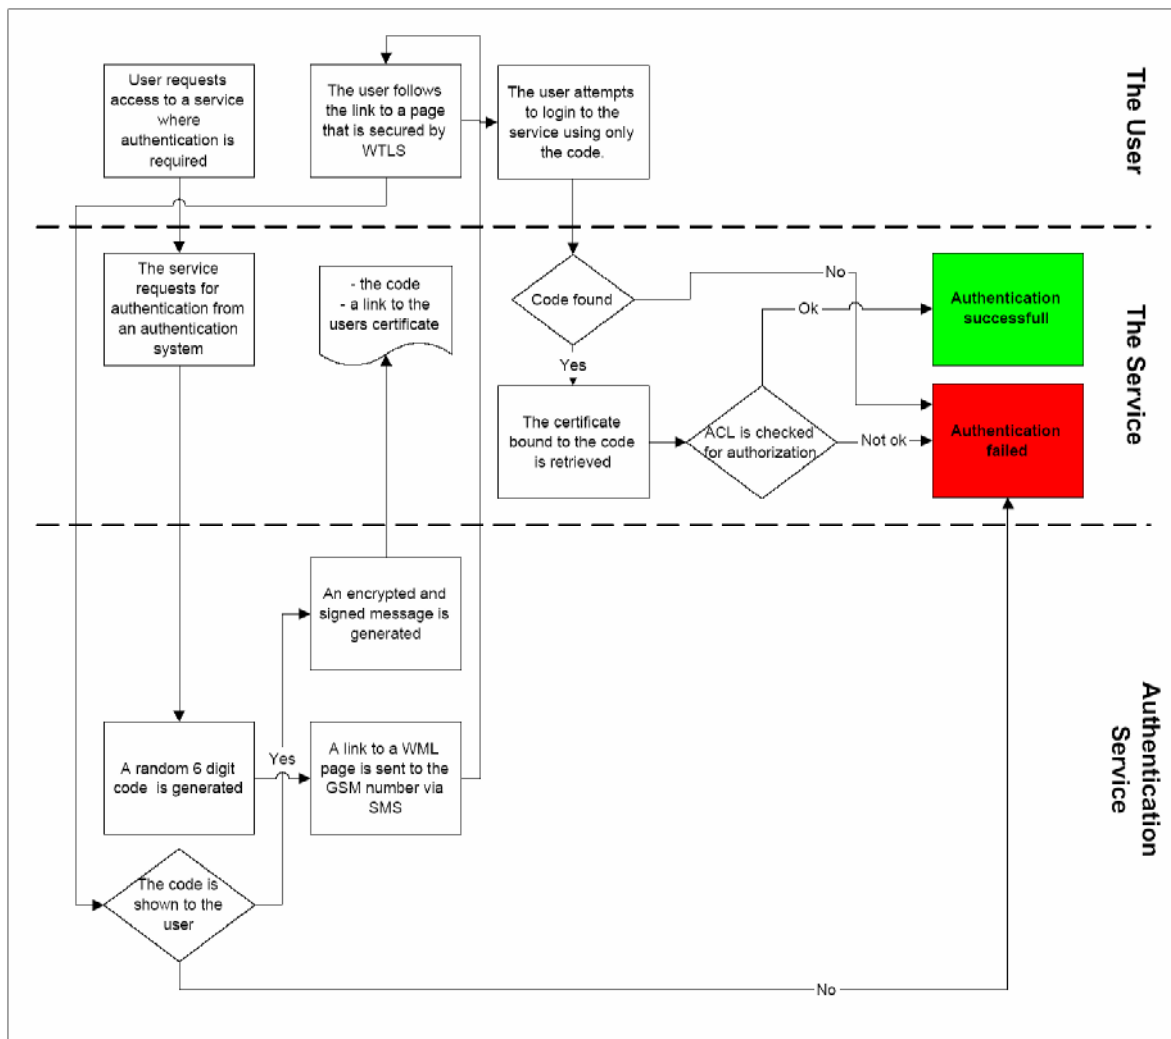 User requests
access to a service
where
authentication is
required
The user follows
the link to a page
that is secured by
WTLS
The user attempts
to login to the
service using only
the code.
The User
The service
requests for
authentication from
an authentication
system
- the code
- a link to the
users certificate
Code found
No
Ok
Authentication
successfull
Yes
The certificate
bound to the code
is retrieved
ACL is checked
for authorization
Not ok
Authentication
failed
The Service
An encrypted and
signed message is
generated
A random 6 digit
code is generated
Yes
A link to a WML
page is sent to the
GSM number via
SMS
The code is
shown to the
user
No
Authentication
Service